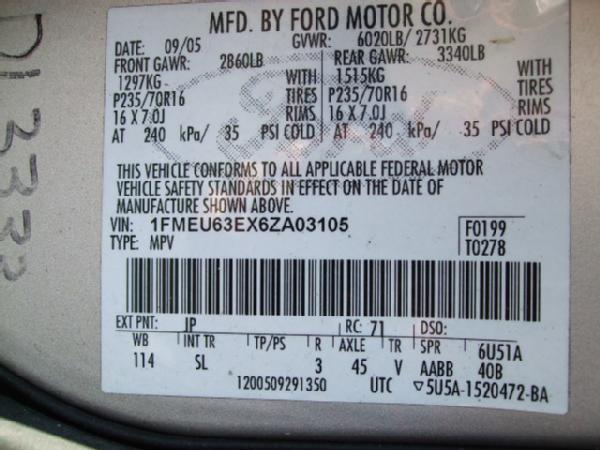 MFD. BY FORD MOTOR CO.
DATE: 09/05 GVWR: 6020LB/ 2731KG
FRONT GAWR: 2860LB REAR GAWR: 3340LB
1297KG WITH 1515KG WITH
P235/70R16 TIRES P235/70R16 TIRES
16 X 7.0J RIMS 16 X 7.0J RIMS
AT 240 kPa/ 35 PSI COLD AT 240 kPa/ 35 PSI COLD
Ford
THIS VEHICLE CONFORMS TO ALL APPLICABLE FEDERAL MOTOR
VEHICLE SAFETY STANDARDS IN EFFECT ON THE DATE OF
MANUFACTURE SHOWN ABOVE.
VIN: 1FMEU63EX6ZA03105 F0199
TYPE: MPV T0278
EXT PNT: JP RC: 71 DSO:
WB INT TR TP/PS R AXLE TR SPR 6U51A
114 SL 3 45 V AABB 40B
1200509291350 UTC ▽5U5A-1520472-BA